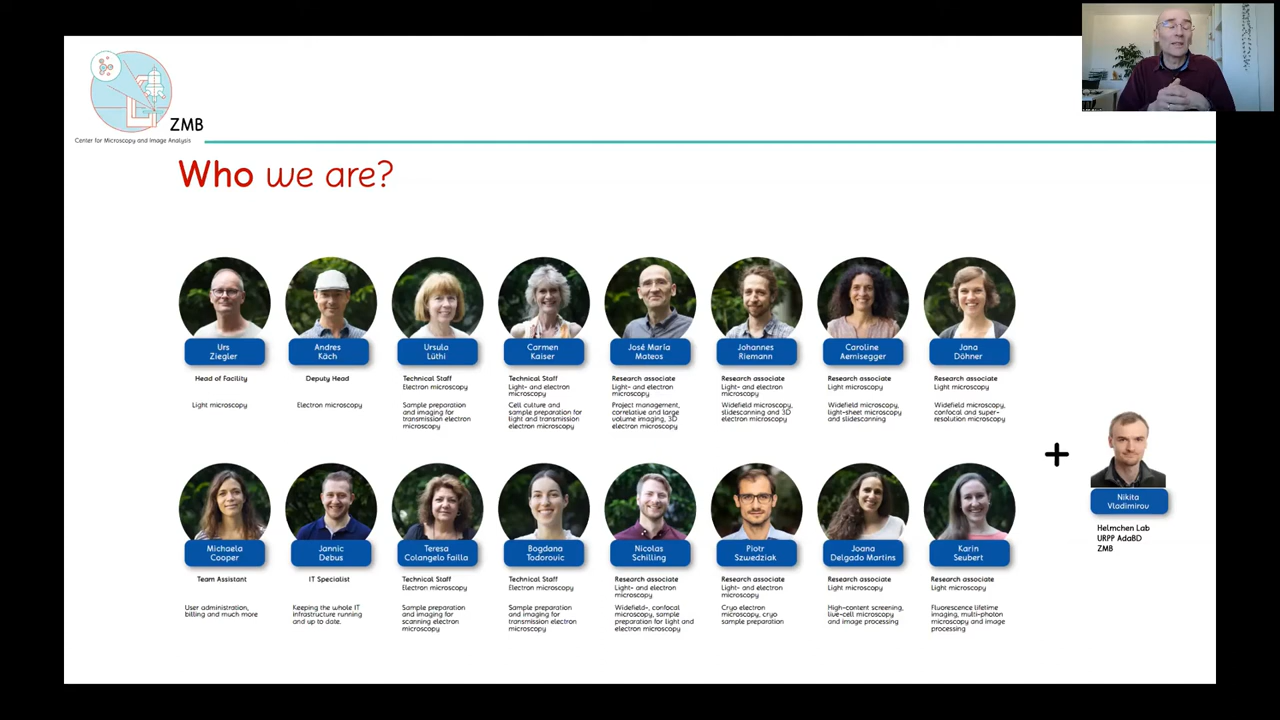 ZMB
Center for Microscopy and Image Analysis
Who we are?
Urs
Ziegler
Head of Facility
Light microscopy
Andres
Käch
Deputy Head
Electron microscopy
Ursula
Lüthi
Technical Staff
Electron microscopy
Sample preparation
and imaging for
transmission electron
microscopy
Carmen
Kaiser
Technical Staff
Light- and electron
microscopy
Cell culture and
sample preparation for
light and transmission
electron microscopy
José María
Mateos
Research associate
Light- and electron
microscopy
Project management,
correlative and large
volume imaging, 3D
electron microscopy
Johannes
Riemann
Research associate
Light- and electron
microscopy
Widefield microscopy,
slidescanning and 3D
electron microscopy
Caroline
Aemisegger
Research associate
Light microscopy
Widefield microscopy,
light-sheet microscopy
and slidescanning
Jana
Döhner
Research associate
Light microscopy
Widefield microscopy,
confocal and super-
resolution microscopy
Michaela
Cooper
Team Assistant
User administration,
billing and much more
Jannic
Debus
IT Specialist
Keeping the whole IT
infrastructure running
and up to date.
Teresa
Colangelo Failla
Technical Staff
Electron microscopy
Sample preparation
and imaging for
scanning electron
microscopy
Bogdana
Todorovic
Technical Staff
Electron microscopy
Sample preparation
and imaging for
transmission electron
microscopy
Nicolas
Schilling
Research associate
Light- and electron
microscopy
Widefield-, confocal
microscopy, sample
preparation for light and
electron microscopy
Piotr
Szwedziak
Research associate
Light- and electron
microscopy
Cryo electron
microscopy, cryo
sample preparation
Joana
Delgado Martins
Research associate
Light microscopy
High-content screening,
live-cell microscopy
and image processing
Karin
Seubert
Research associate
Light microscopy
Fluorescence lifetime
imaging, multi-photon
microscopy and image
processing
+
Nikita
Vladimirov
Helmchen Lab
URPP AdaBD
ZMB